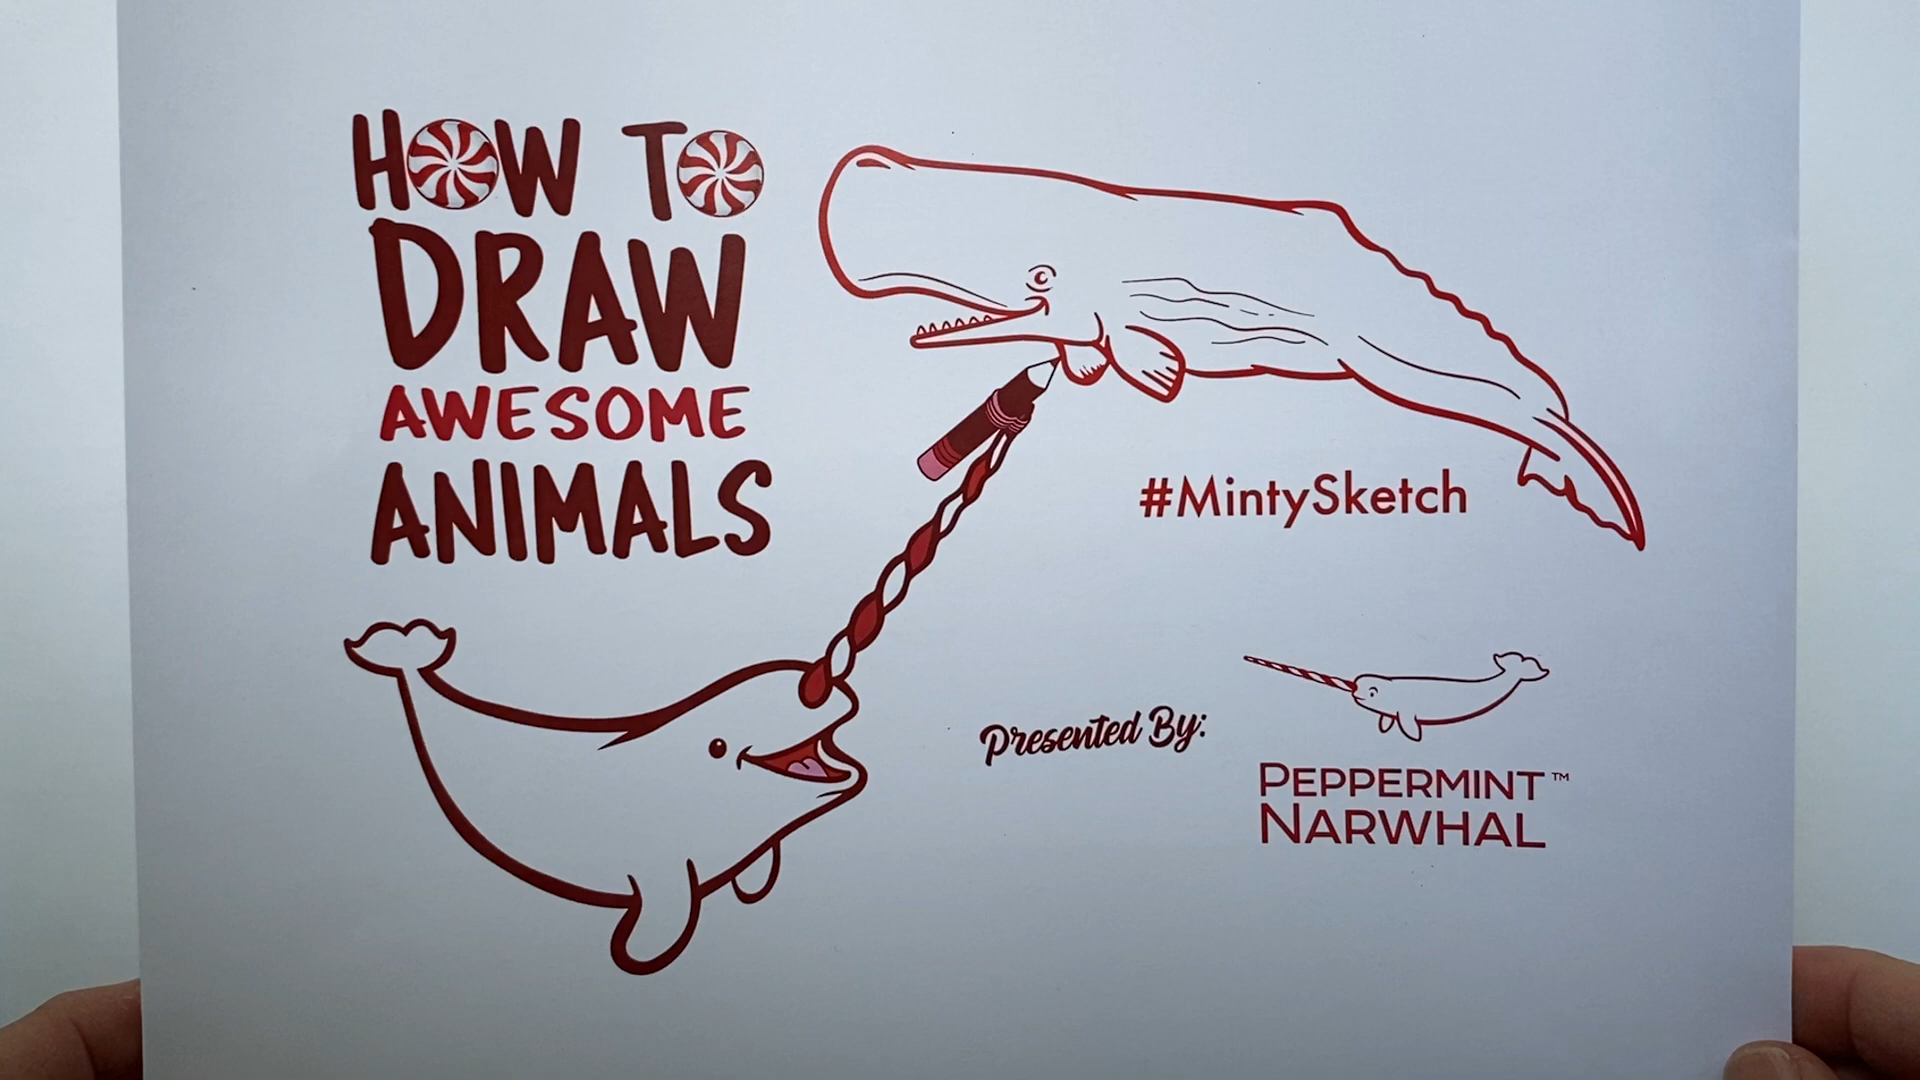 HOW TO
DRAW
AWESOME
ANIMALS
#MintySketch
Presented By:
PEPPERMINT™
NARWHAL